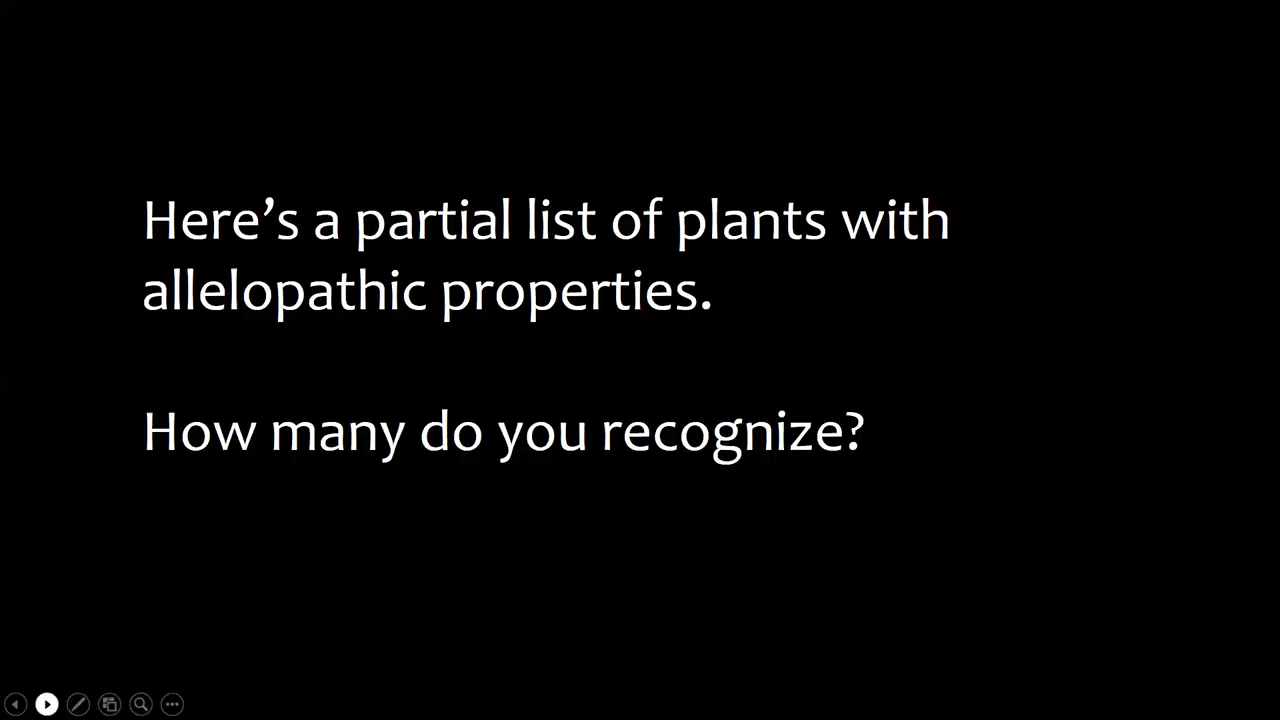 Here’s a partial list of plants with
allelopathic properties.
How many do you recognize?